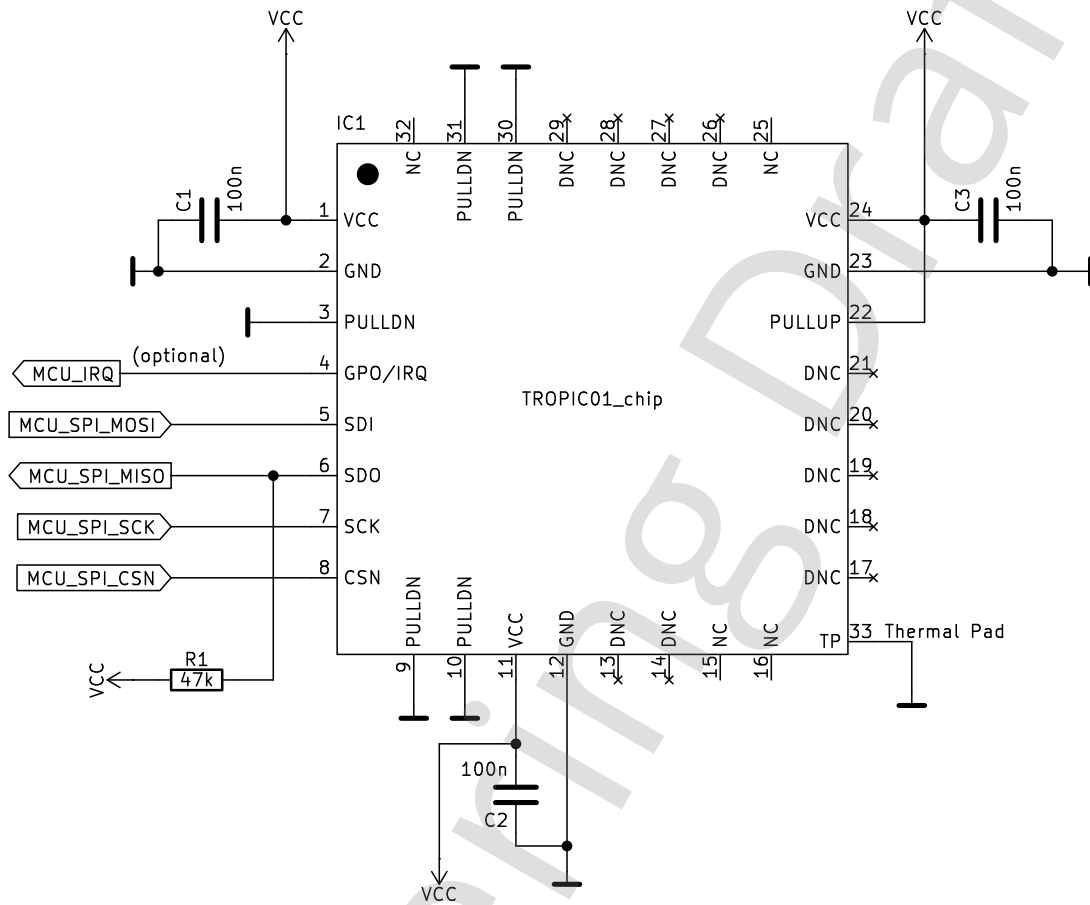 VCC
VCC
IC1
32
31
30
29
28
27
26
25
NC
PULLDN
PULLDN
DNC
DNC
DNC
DNC
NC
C1
100n
1
VCC
VCC
24
C3
100n
2
GND
GND
23
3
PULLDN
PULLUP
22
(optional)
MCU_IRQ
4
GPO/IRQ
DNC
21
TROPIC01_chip
MCU_SPI_MOSI
5
SDI
DNC
20
MCU_SPI_MISO
6
SDO
DNC
19
MCU_SPI_SCK
7
SCK
DNC
18
MCU_SPI_CSN
8
CSN
DNC
17
PULLDN
PULLDN
VCC
GND
DNC
DNC
NC
NC
TP
33
Thermal Pad
9
10
11
12
13
14
15
16
VCC
R1
47k
100n
C2
VCC
ring Dra